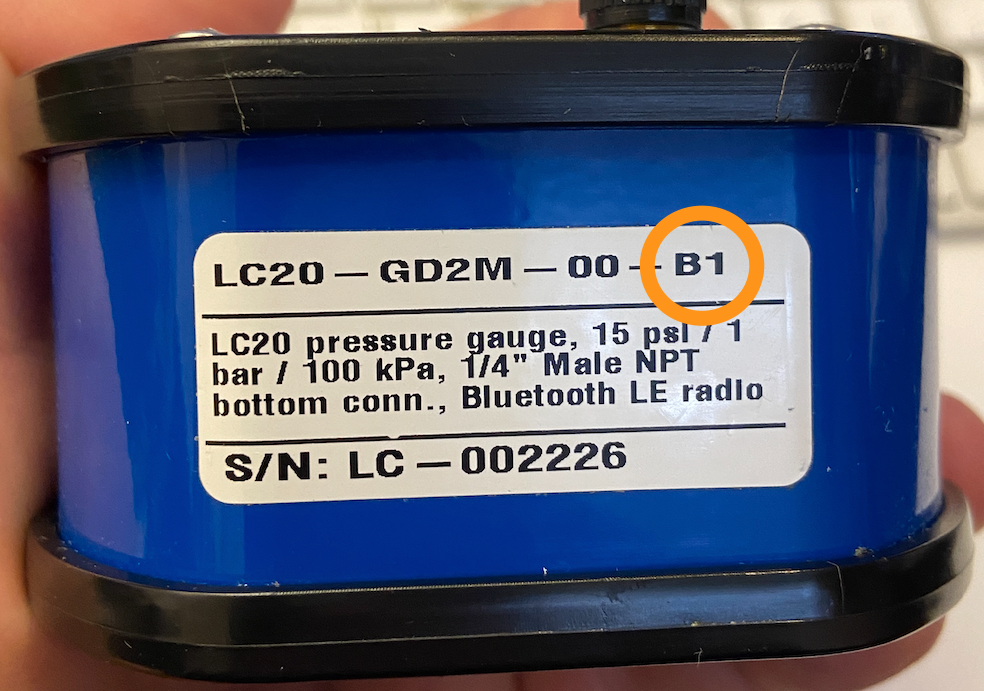 LC20 – GD2M – 00 – B1
LC20 pressure gauge, 15 psi / 1
bar / 100 kPa, 1/4" Male NPT
bottom conn., Bluetooth LE radio
S/N: LC – 002226